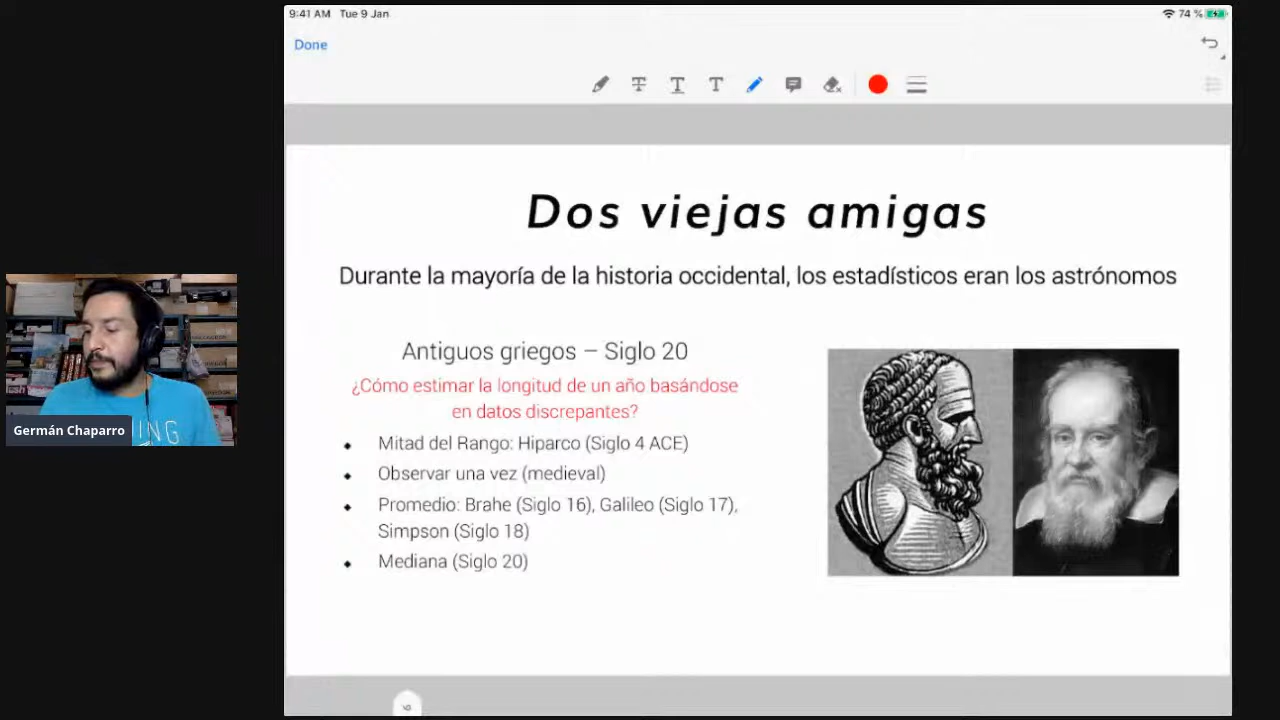 9:41 AM Tue 9 Jan
74 %
Done
Dos viejas amigas
Durante la mayoría de la historia occidental, los estadísticos eran los astrónomos
Antiguos griegos – Siglo 20
¿Cómo estimar la longitud de un año basándose
en datos discrepantes?
Mitad del Rango: Hiparco (Siglo 4 ACE)
Observar una vez (medieval)
Promedio: Brahe (Siglo 16), Galileo (Siglo 17),
Simpson (Siglo 18)
Mediana (Siglo 20)
Germán Chaparro